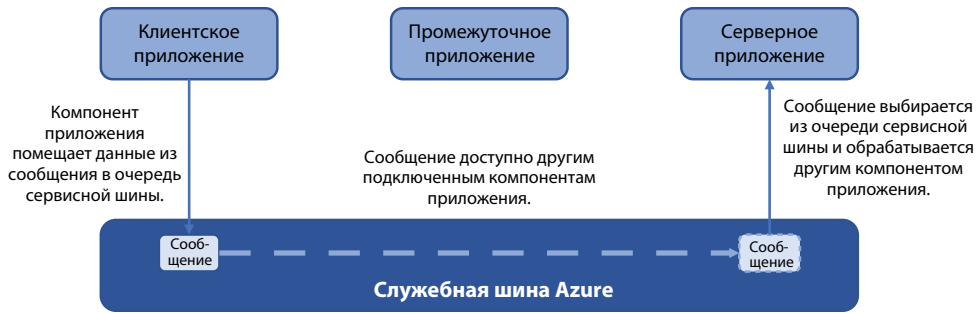 Клиентское
приложение
Промежуточное
приложение
Серверное
приложение
Компонент
приложения
помещает данные из
сообщения в очередь
сервисной шины.
Сообщение доступно другим
подключенным компонентам
приложения.
Сообщение выбирается
из очереди сервисной
шины и обрабатывается
другим компонентом
приложения.
Сооб-
щение
Сооб-
щение
Служебная шина Azure